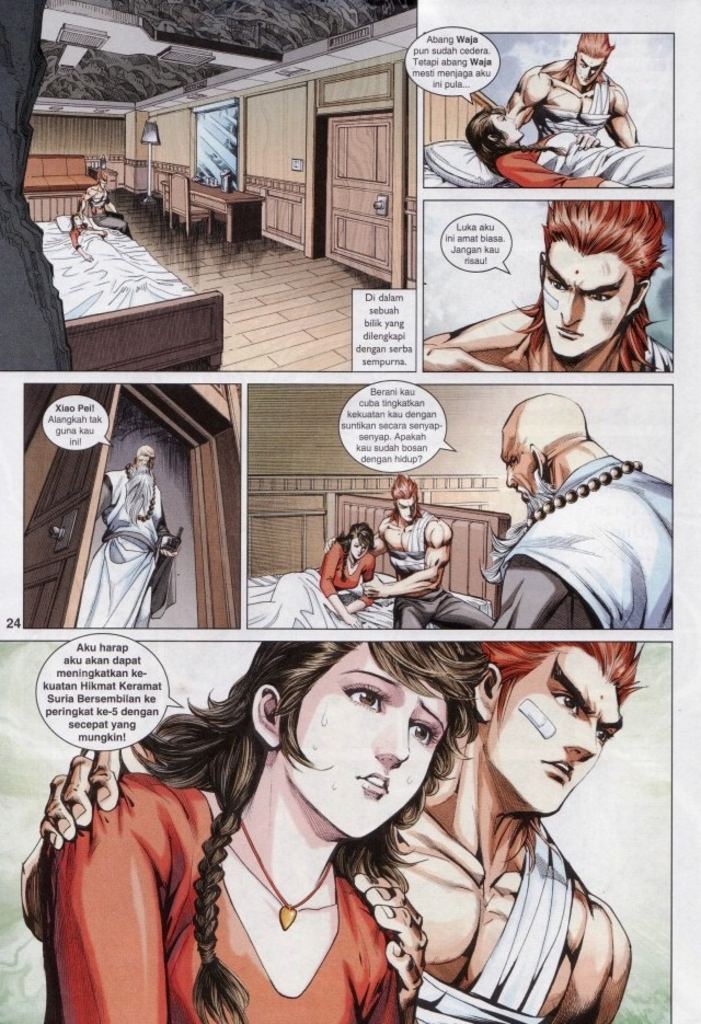 Di dalam
sebuah
bilik yang
dilengkapi
dengan serba
sempurna.
Abang Waja
pun sudah cedera.
Tetapi abang Waja
mesti menjaga aku
ini pula...
Luka aku
ini amat biasa.
Jangan kau
risau!
Xiao Pei!
Alangkah tak
guna kau
ini!
Berani kau
cuba tingkatkan
kekuatan kau dengan
suntikan secara senyap-
senyap. Apakah
kau sudah bosan
dengan hidup?
24
Aku harap
aku akan dapat
meningkatkan ke-
kuatan Hikmat Keramat
Suria Bersembilan ke
peringkat ke-5 dengan
secepat yang
mungkin!